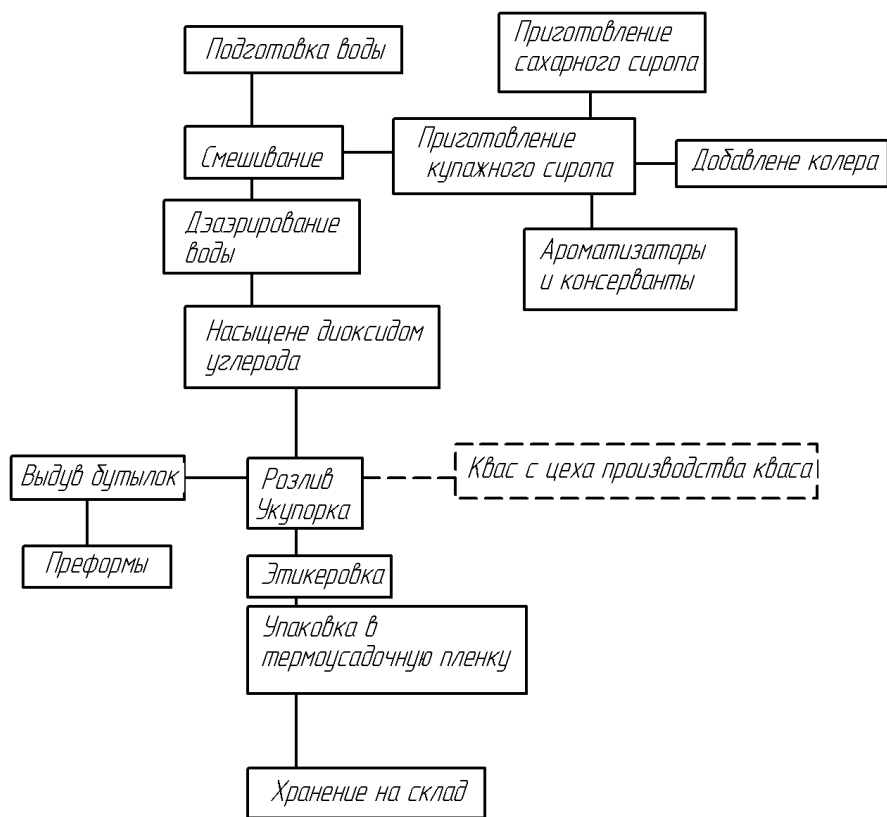 Подготовка воды
Приготовление
сахарного сиропа
Смешивание
Приготовление
купажного сиропа
Добавлене колера
Дэаэрирование
воды
Ароматизаторы
и консерванты
Насыщене диоксидом
углерода
Выдув бутылок
Розлив
Укупорка
Квас с цеха производства кваса
Преформы
Этикеровка
Упаковка в
термоусадочную пленку
Хранение на склад